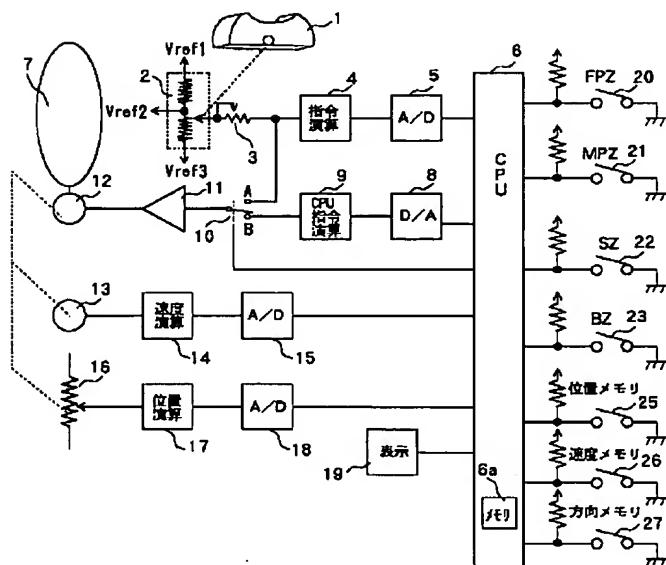 1
Vref1
7
2
Vref2
Vref3
3
4
指令
演算
5
A/D
6
CPU
FPZ 20
MPZ 21
SZ 22
BZ 23
12
11
10
A
B
9
CPU
指令演算
8
D/A
13
速度
演算
14
A/D
15
16
位置
演算
17
A/D
18
19
表示
6a
メモリ
位置メモリ
25
速度メモリ
26
方向メモリ
27